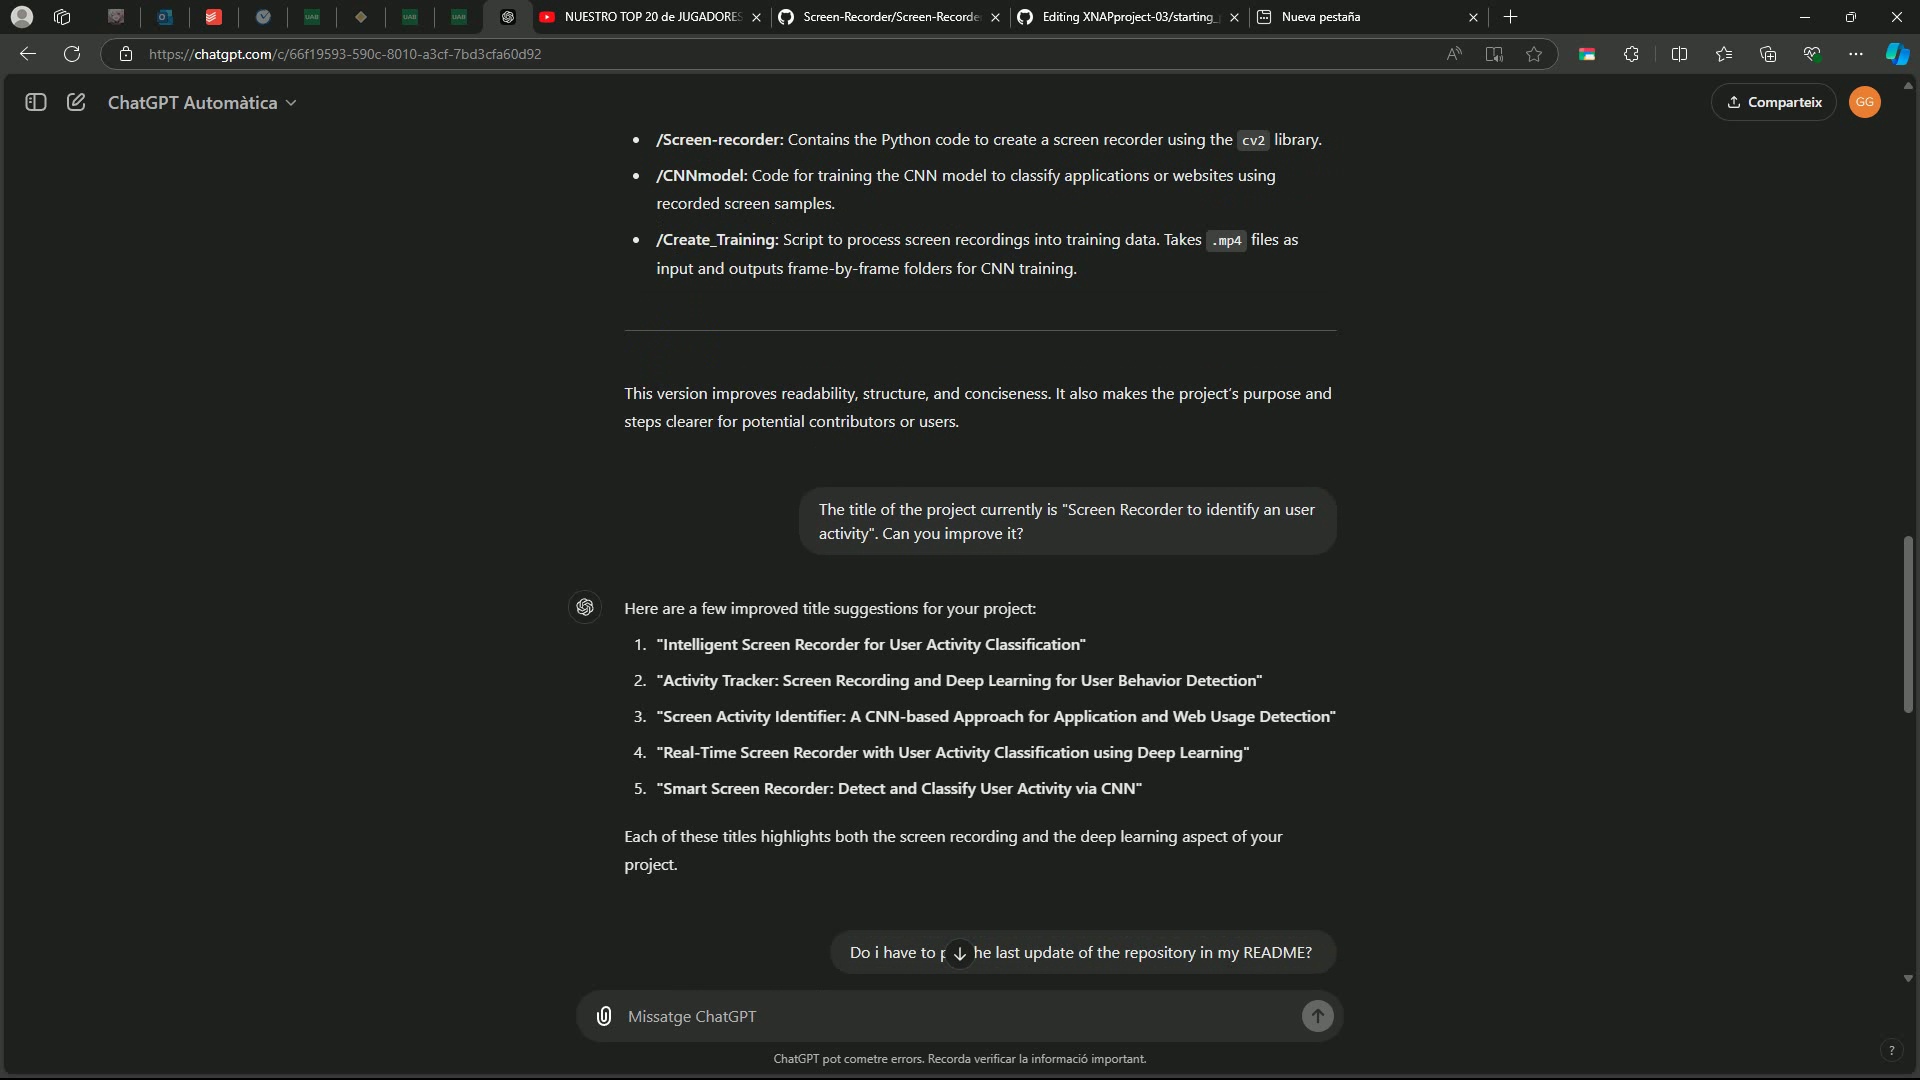 NUESTRO TOP 20 de JUGADORES
Screen-Recorder/Screen-Recorde
Editing XNAPproject-03/starting_
Nueva pestaña
https://chatgpt.com/c/66f19593-590c-8010-a3cf-7bd3cfa60d92
ChatGPT Automàtica
Comparteix
GG
/Screen-recorder: Contains the Python code to create a screen recorder using the cv2 library.
/CNNmodel: Code for training the CNN model to classify applications or websites using
recorded screen samples.
/Create_Training: Script to process screen recordings into training data. Takes .mp4 files as
input and outputs frame-by-frame folders for CNN training.
This version improves readability, structure, and conciseness. It also makes the project's purpose and
steps clearer for potential contributors or users.
The title of the project currently is "Screen Recorder to identify an user
activity". Can you improve it?
Here are a few improved title suggestions for your project:
1. "Intelligent Screen Recorder for User Activity Classification"
2. "Activity Tracker: Screen Recording and Deep Learning for User Behavior Detection"
3. "Screen Activity Identifier: A CNN-based Approach for Application and Web Usage Detection"
4. "Real-Time Screen Recorder with User Activity Classification using Deep Learning"
5. "Smart Screen Recorder: Detect and Classify User Activity via CNN"
Each of these titles highlights both the screen recording and the deep learning aspect of your
project.
Do i have to he last update of the repository in my README?
Missatge ChatGPT
ChatGPT pot cometre errors. Recorda verificar la informació important.
?